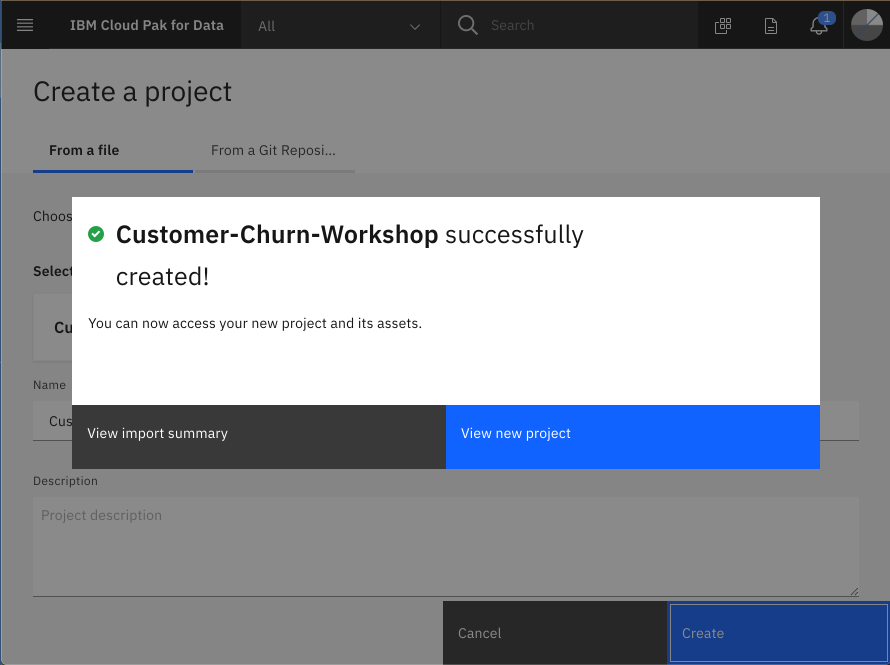 IBM Cloud Pak for Data
All
Search
1
Create a project
From a file
From a Git Reposi...
Choos
Select
Cu
Customer-Churn-Workshop successfully
created!
You can now access your new project and its assets.
View import summary
View new project
Name
Cus
Description
Project description
Cancel
Create